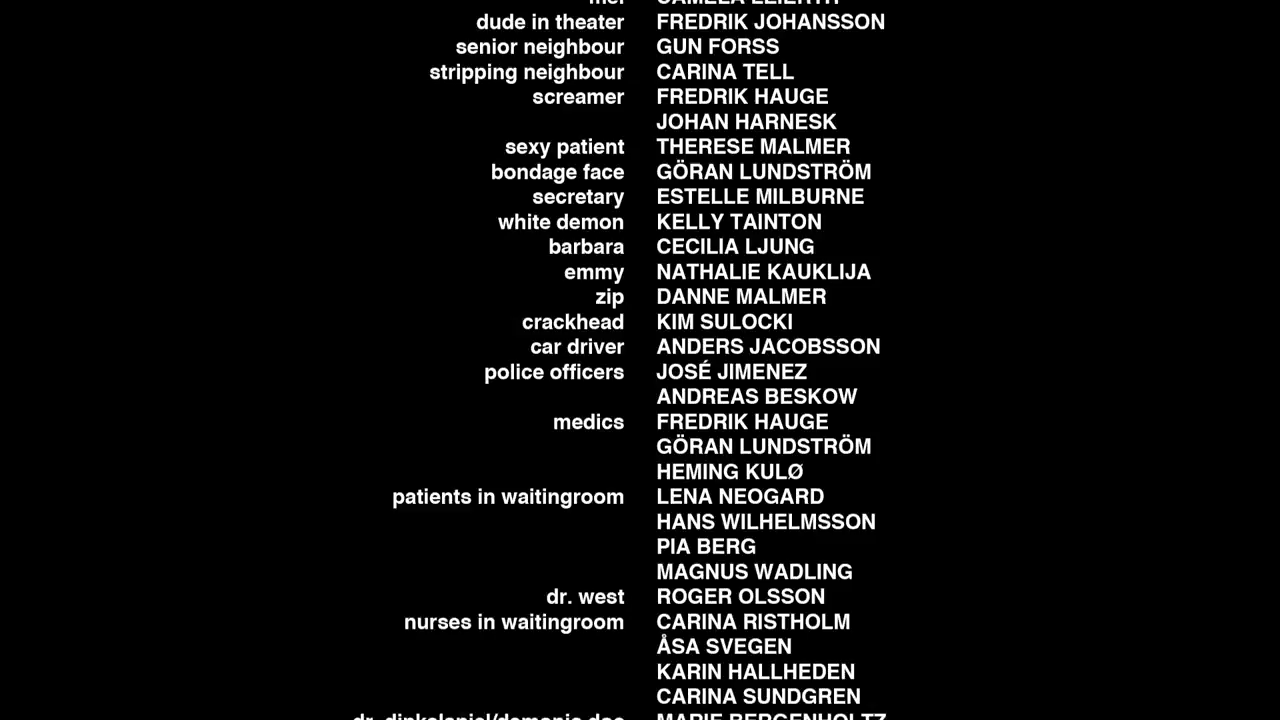 dude in theater FREDRIK JOHANSSON
senior neighbour GUN FORSS
stripping neighbour CARINA TELL
screamer FREDRIK HAUGE
JOHAN HARNESK
sexy patient THERESE MALMER
bondage face GÖRAN LUNDSTRÖM
secretary ESTELLE MILBURNE
white demon KELLY TAINTON
barbara CECILIA LJUNG
emmy NATHALIE KAUKLIJA
zip DANNE MALMER
crackhead KIM SULOCKI
car driver ANDERS JACOBSSON
police officers JOSÉ JIMENEZ
ANDREAS BESKOW
medics FREDRIK HAUGE
GÖRAN LUNDSTRÖM
HEMING KULØ
patients in waitingroom LENA NEOGARD
HANS WILHELMSSON
PIA BERG
MAGNUS WADLING
dr. west ROGER OLSSON
nurses in waitingroom CARINA RISTHOLM
ÅSA SVEGEN
KARIN HALLHEDEN
CARINA SUNDGREN
MARIE BERGENHOLTZ